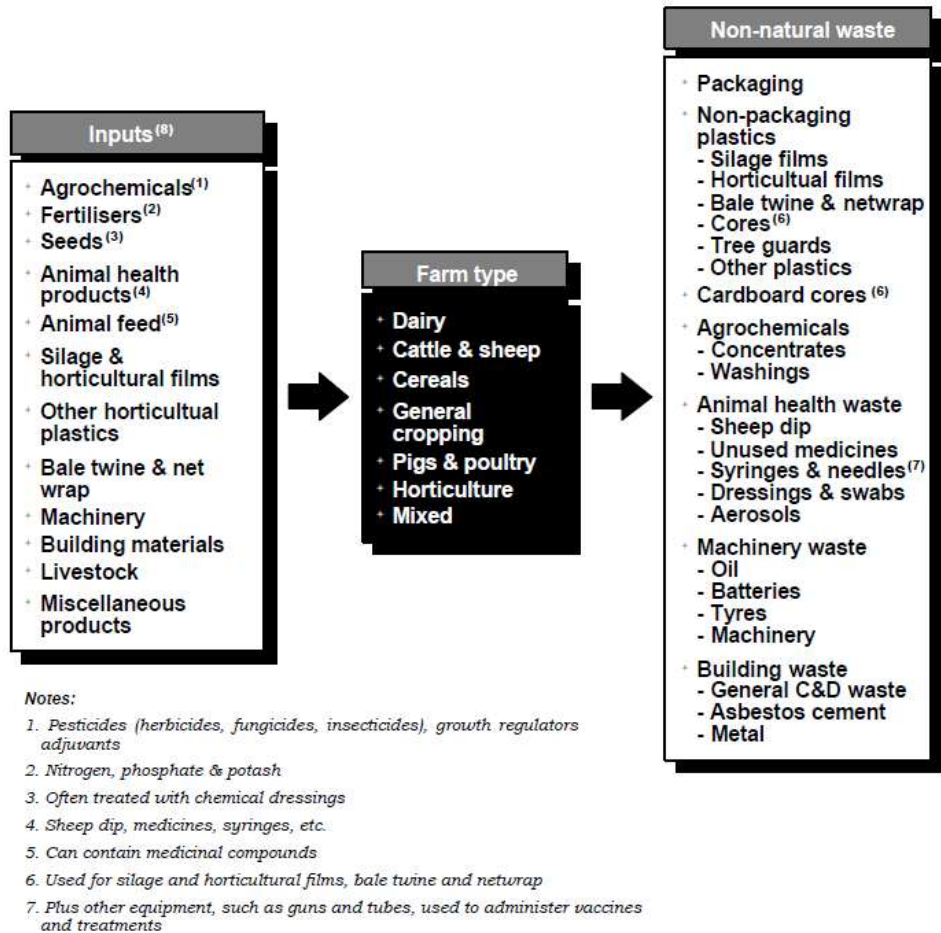 Inputs(8)
+ Agrochemicals(1)
+ Fertilisers(2)
+ Seeds(3)
+ Animal health
products(4)
+ Animal feed(5)
+ Silage &
horticultural films
+ Other horticultual
plastics
+ Bale twine & net
wrap
+ Machinery
+ Building materials
+ Livestock
+ Miscellaneous
products
Farm type
+ Dairy
+ Cattle & sheep
+ Cereals
+ General
cropping
+ Pigs & poultry
+ Horticulture
+ Mixed
Non-natural waste
+ Packaging
+ Non-packaging
plastics
- Silage films
- Horticultual films
- Bale twine & netwrap
- Cores(6)
- Tree guards
- Other plastics
+ Cardboard cores (6)
+ Agrochemicals
- Concentrates
- Washings
+ Animal health waste
- Sheep dip
- Unused medicines
- Syringes & needles(7)
- Dressings & swabs
- Aerosols
+ Machinery waste
- Oil
- Batteries
- Tyres
- Machinery
+ Building waste
- General C&D waste
- Asbestos cement
- Metal
Notes:
1. Pesticides (herbicides, fungicides, insecticides), growth regulators
adjuvants
2. Nitrogen, phosphate & potash
3. Often treated with chemical dressings
4. Sheep dip, medicines, syringes, etc.
5. Can contain medicinal compounds
6. Used for silage and horticultural films, bale twine and netwrap
7. Plus other equipment, such as guns and tubes, used to administer vaccines
and treatments